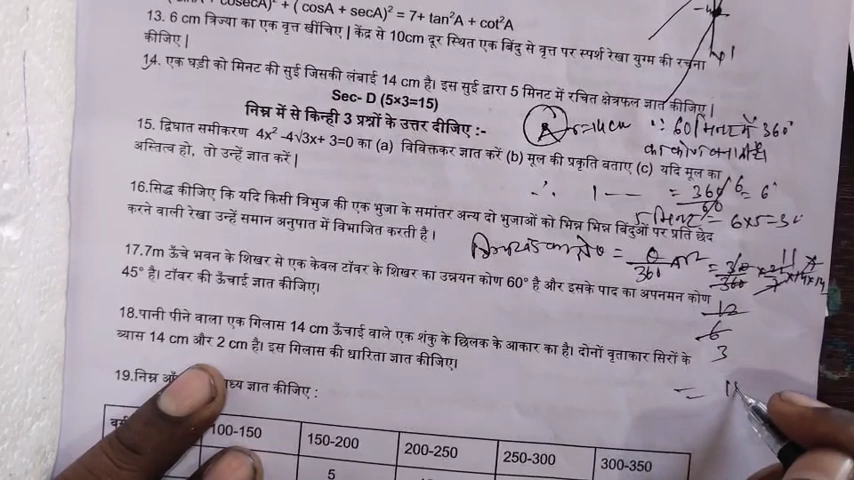 + (cosA + secA)² = 7+ tan²A + cot²A
13. 6 cm त्रिज्या का एक वृत्त खींचिए | केंद्र से 10cm दूर स्थित एक बिंदु से वृत्त पर स्पर्श रेखा युग्म की रचना
कीजिए |
14. एक घड़ी को मिनट की सुई जिसकी लंबाई 14 cm है। इस सुई द्वारा 5 मिनट में रचित क्षेत्रफल ज्ञात कीजिए |
Sec- D (5×3=15)
निम्न में से किन्ही 3 प्रश्नों के उत्तर दीजिए :-
r=14cm ∵ 60 मिनट में 360°
15. द्विघात समीकरण 4x² -4√3x+ 3=0 का (a) विविक्तकर ज्ञात करें (b) मूल की प्रकृति बताए (c) यदि मूल का
अस्तित्व हो, तो उन्हें ज्ञात करें |
∴ 1 -- = 360/60 = 6°
16.सिद्ध कीजिए कि यदि किसी त्रिभुज की एक भुजा के समांतर अन्य दो भुजाओं को भिन्न भिन्न बिंदुओं पर प्रति छेद
5 मिनट - 6x5=30
करने वाली रेखा उन्हें समान अनुपात में विभाजित करती है |
17.7m ऊँचे भवन के शिखर से एक केबल टॉवर के शिखर का उन्नयन कोण 60° है और इसके पाद का अपनमन कोण
45° है। टॉवर की ऊँचाई ज्ञात कीजिए।
12
6
3
18.पानी पीने वाला एक गिलास 14 cm ऊँचाई वाले एक शंकु के छिलक के आकार का है। दोनों वृताकार सिरों के
व्यास 14 cm और 2 cm है। इस गिलास की धारिता ज्ञात कीजिए।
19.निम्न ज्ञात कीजिए :
= 11
100-150 150-200 200-250 250-300 300-350
5